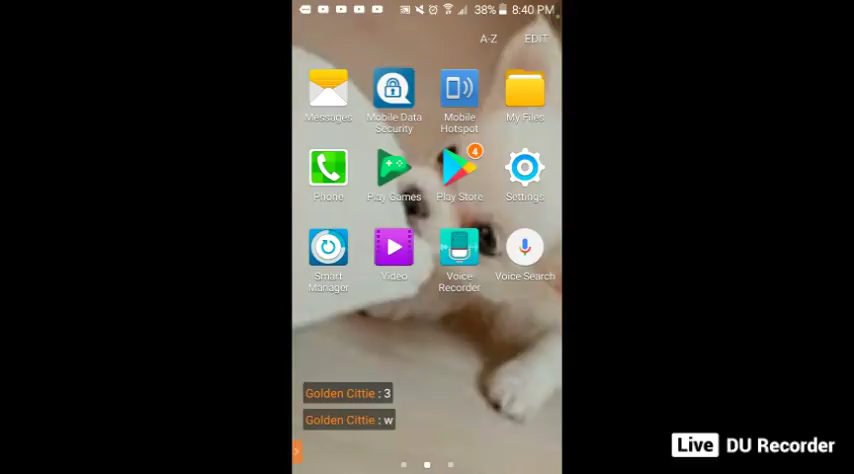 38% 8:40 PM
A-Z EDIT
Messages Mobile Data Security Mobile Hotspot My Files
Phone Play Games Play Store 4 Settings
Smart Manager Video Voice Recorder Voice Search
Golden Cittie : 3
Golden Cittie : w
Live DU Recorder